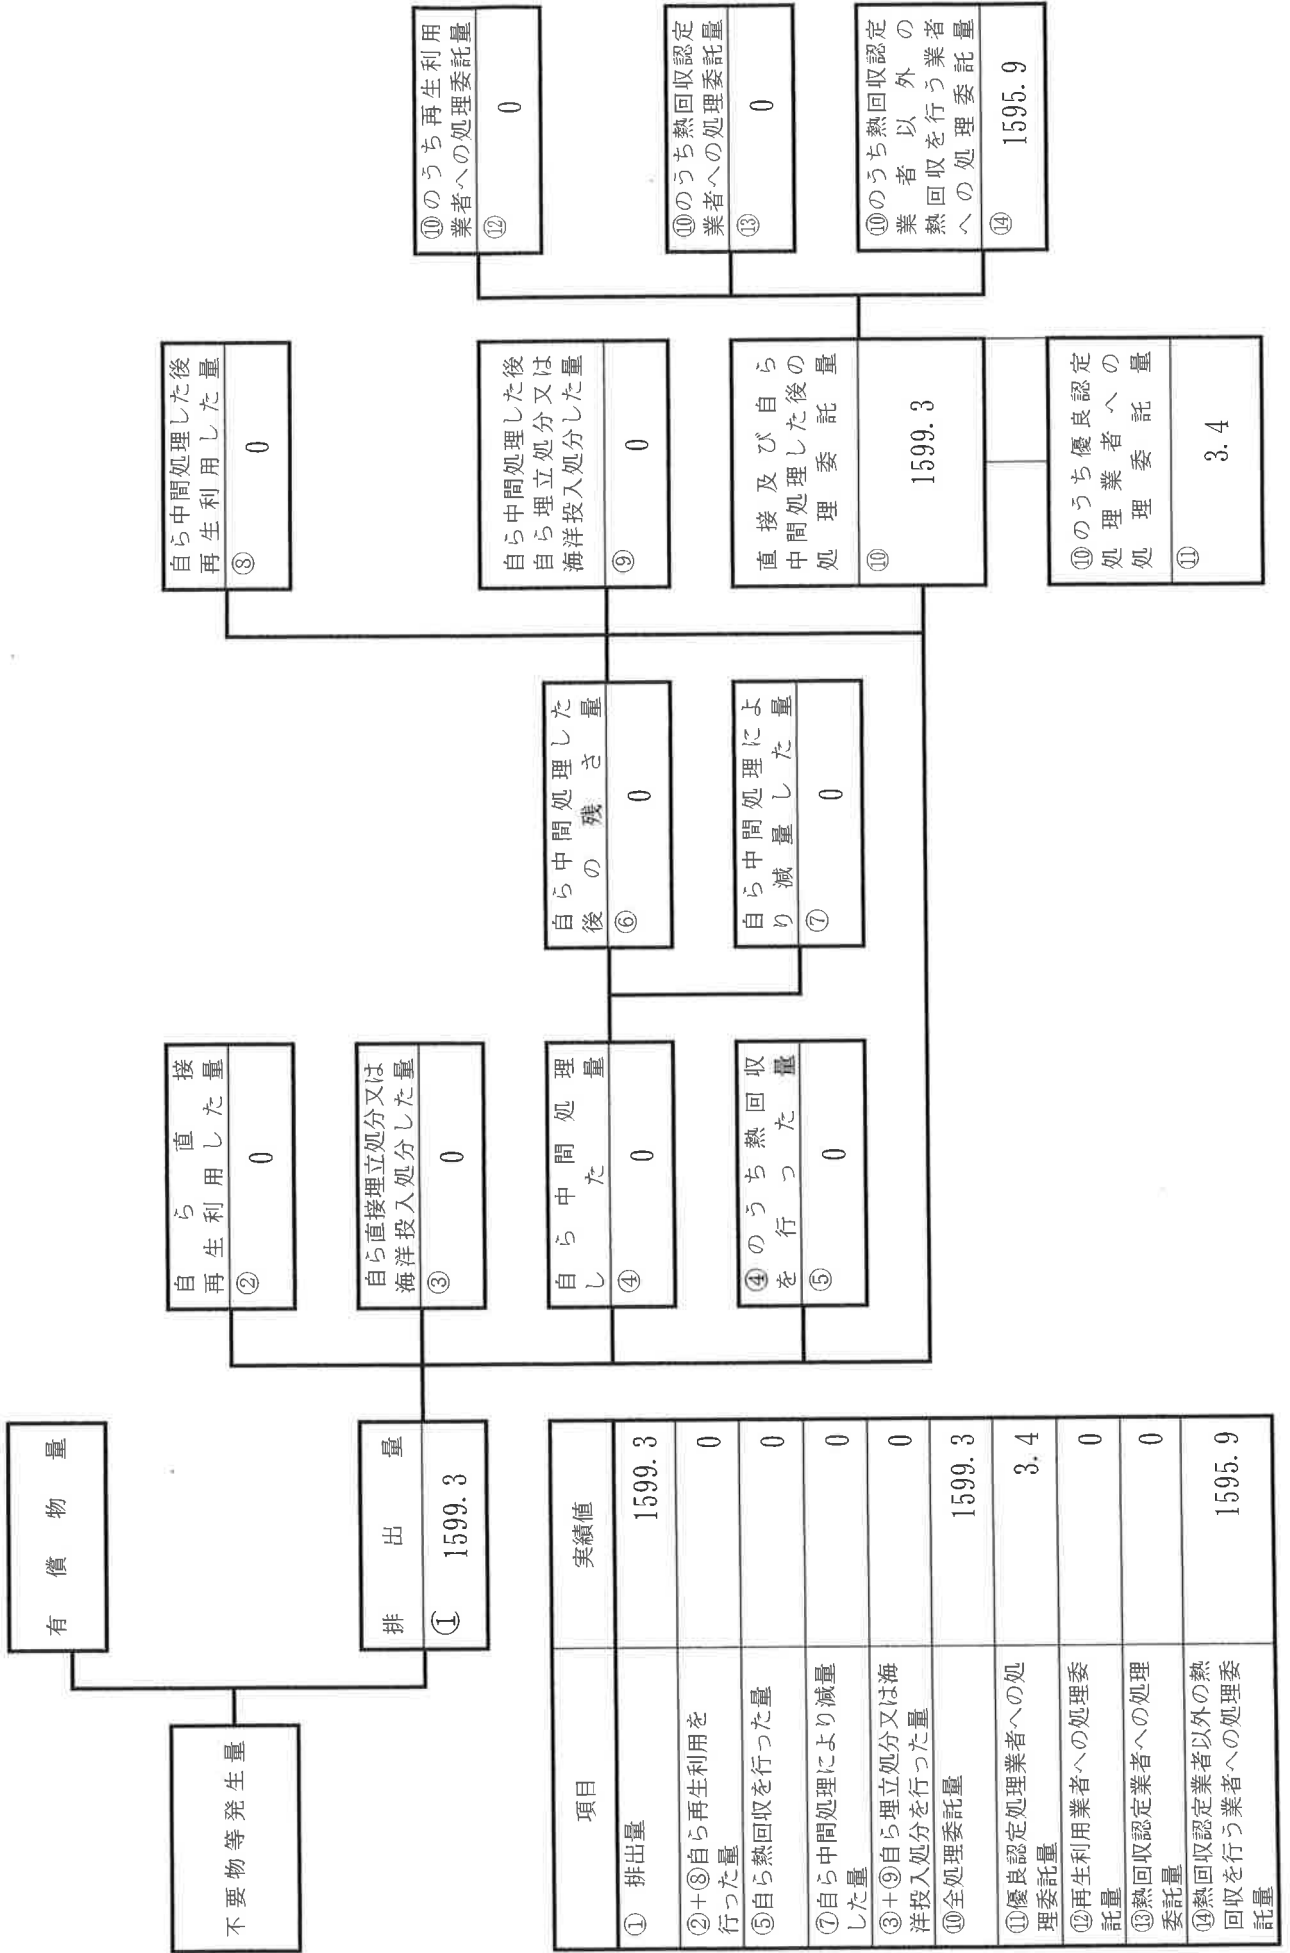 有償物量
不要物等発生量
排出量
① 1599.3
自ら直接
再生利用した量
② 0
自ら直接埋立処分又は
海洋投入処分した量
③ 0
自ら中間処理
した量
④ 0
④のうち熱回収
を行った量
⑤ 0
自ら中間処理した
後の残さ量
⑥ 0
自ら中間処理によ
り減量した量
⑦ 0
自ら中間処理した後
再生利用した量
⑧ 0
自ら中間処理した後
自ら埋立処分又は
海洋投入処分した量
⑨ 0
直接及び自ら
中間処理した後の
処理委託量
⑩ 1599.3
⑩のうち優良認定
処理業者への
処理委託量
⑪ 3.4
⑩のうち再生利用
業者への処理委託量
⑫ 0
⑩のうち熱回収認定
業者への処理委託量
⑬ 0
⑩のうち熱回収認定
業者以外の
熱回収を行う業者
への処理委託量
⑭ 1595.9
項目 実績値
① 排出量 1599.3
②+⑧自ら再生利用を
行った量 0
⑤自ら熱回収を行った量 0
⑦自ら中間処理により減量
した量 0
③+⑨自ら埋立処分又は海
洋投入処分を行った量 0
⑩全処理委託量 1599.3
⑪優良認定処理業者への処
理委託量 3.4
⑫再生利用業者への処理委
託量 0
⑬熱回収認定業者への処理
委託量 0
⑭熱回収認定業者以外の熱
回収を行う業者への処理委
託量 1595.9